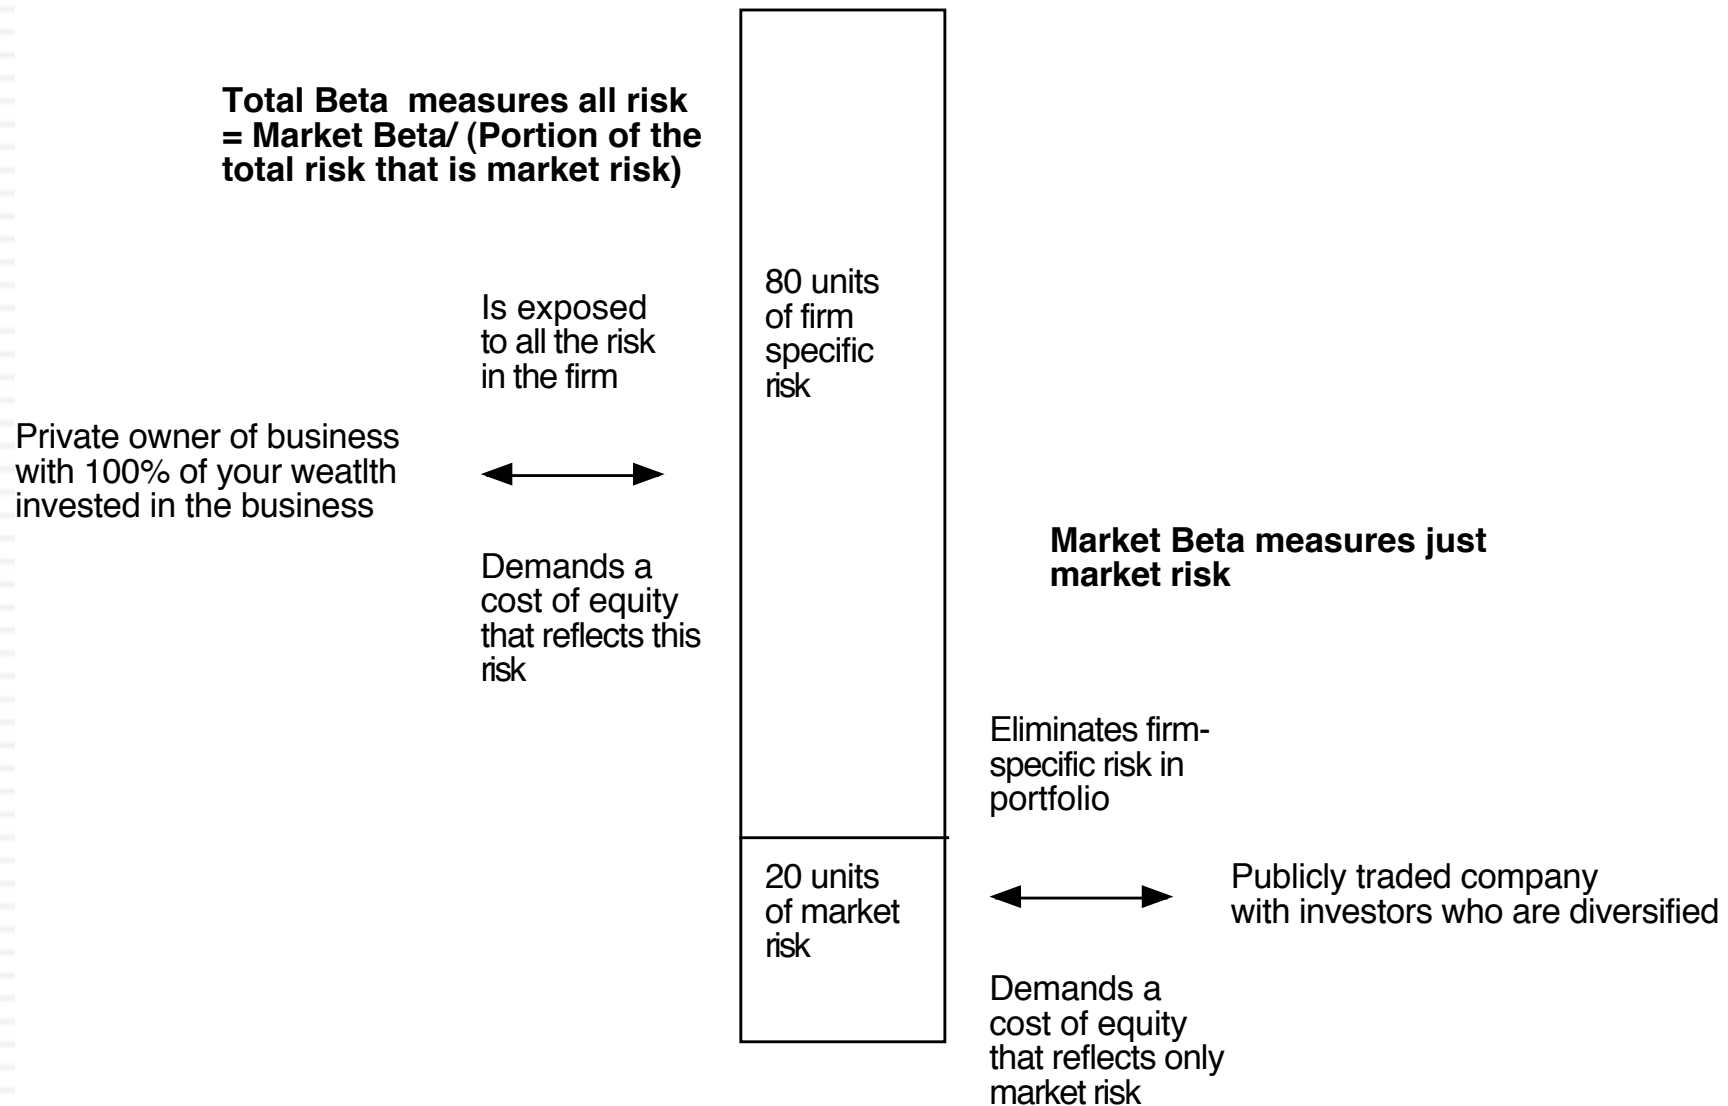 Total Beta  measures all risk
= Market Beta/ (Portion of the
total risk that is market risk)
80 units
of firm
specific
risk
Is exposed
to all the risk
in the firm
Private owner of business
with 100% of your weatlth
invested in the business
Demands a
cost of equity
that reflects this
risk
Market Beta measures just
market risk
Eliminates firm-
specific risk in
portfolio
20 units
of market
risk
Publicly traded company
with investors who are diversified
Demands a
cost of equity
that reflects only
market risk